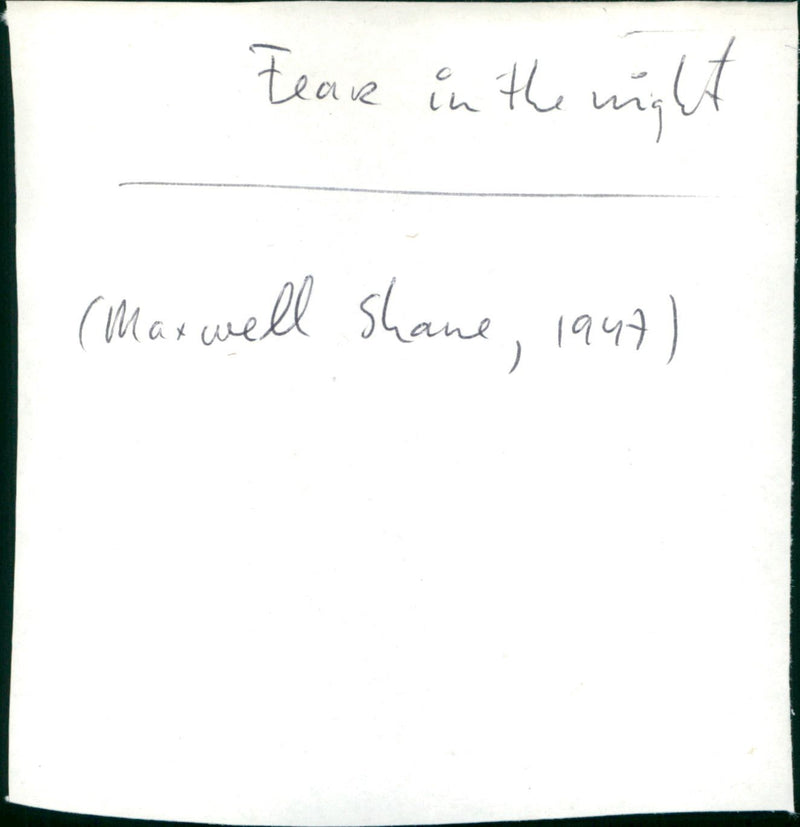 Fear in the night
(Maxwell Shane, 1947)